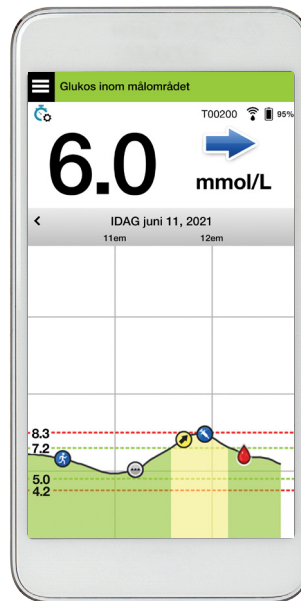 Glukos inom målområdet
T00200 95%
6.0
mmol/L
IDAG juni 11, 2021
11em 12em
8.3
7.2
5.0
4.2